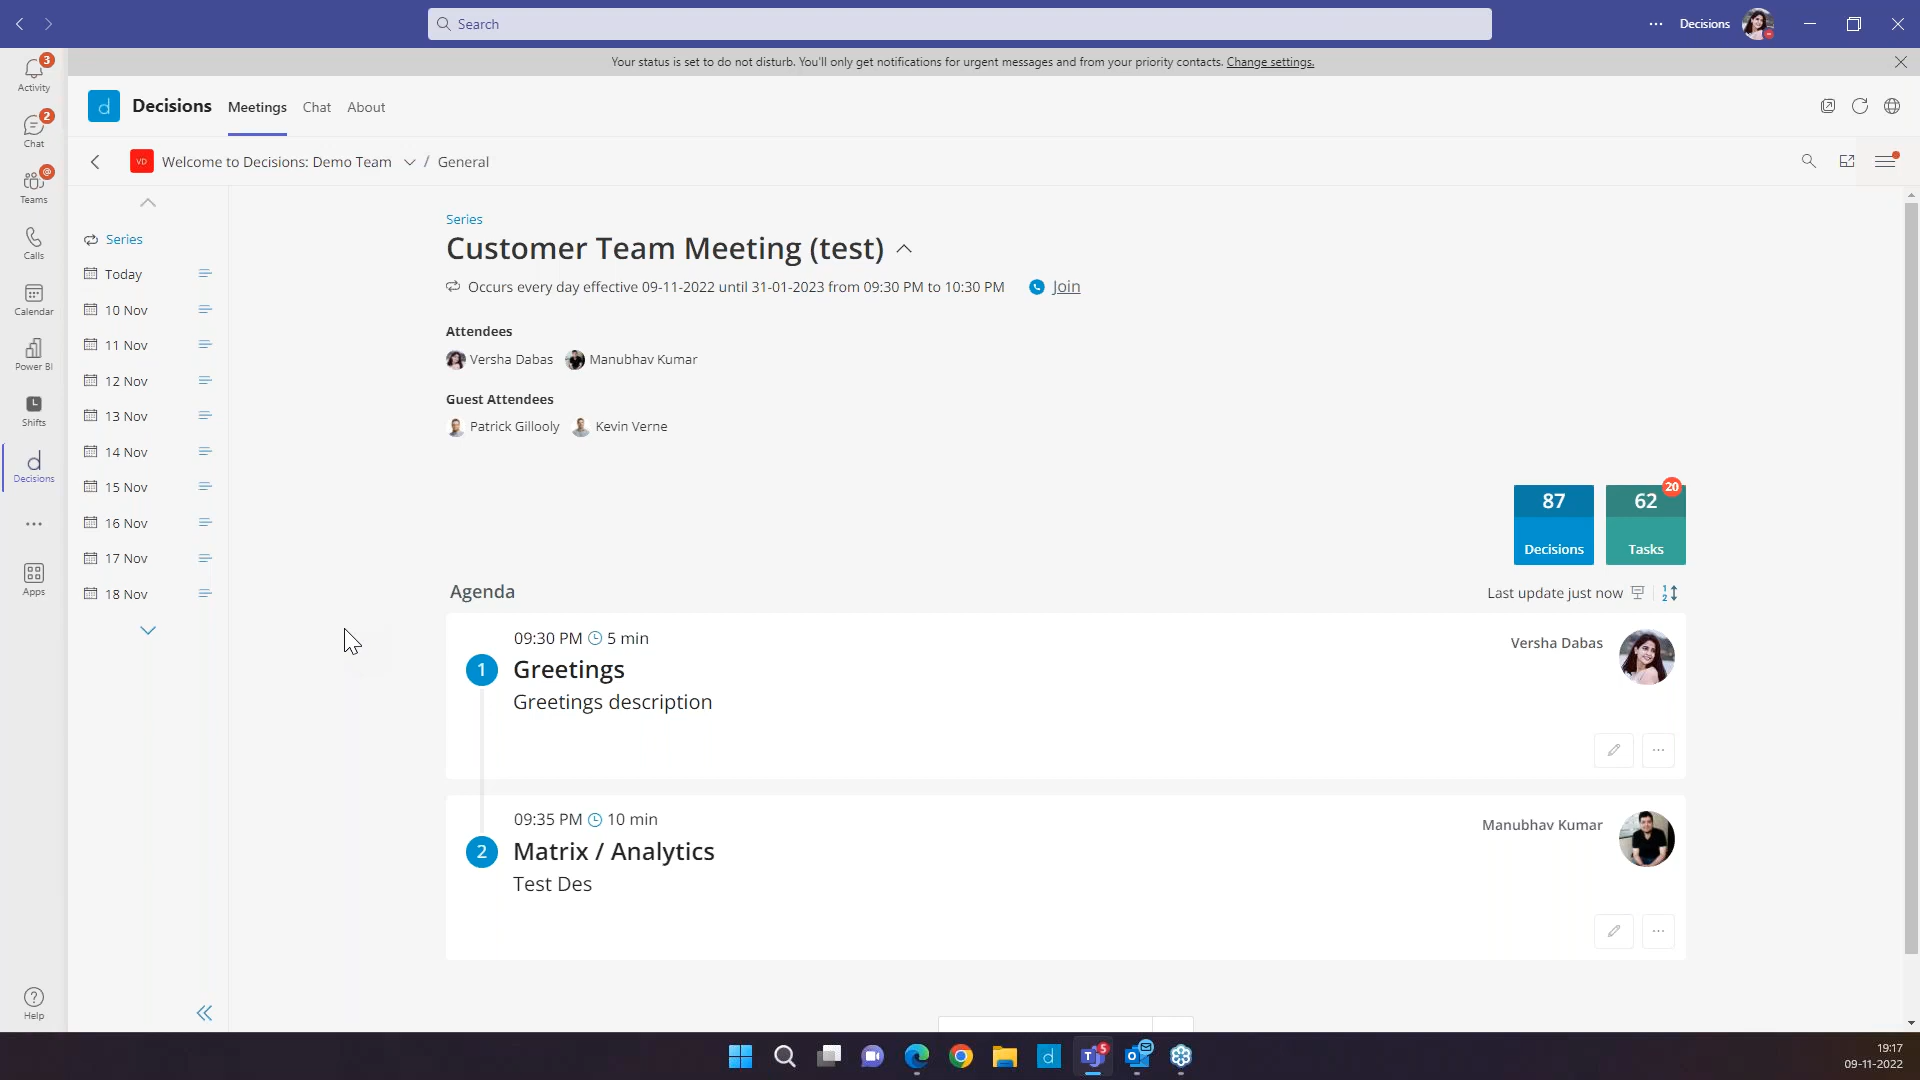 Search
Decisions
Your status is set to do not disturb. You'll only get notifications for urgent messages and from your priority contacts. Change settings.
3
Activity
2
Chat
@
Teams
Calls
Calendar
Power BI
Shifts
d
Decisions
Apps
Help
d Decisions Meetings Chat About
VD Welcome to Decisions: Demo Team / General
Series
Today
10 Nov
11 Nov
12 Nov
13 Nov
14 Nov
15 Nov
16 Nov
17 Nov
18 Nov
Series
Customer Team Meeting (test)
Occurs every day effective 09-11-2022 until 31-01-2023 from 09:30 PM to 10:30 PM Join
Attendees
Versha Dabas Manubhav Kumar
Guest Attendees
Patrick Gillooly Kevin Verne
87
Decisions
20
62
Tasks
Agenda
Last update just now
1
2
09:30 PM 5 min
1 Greetings
Greetings description
Versha Dabas
09:35 PM 10 min
2 Matrix / Analytics
Test Des
Manubhav Kumar
d
T 5
o
19:17
09-11-2022